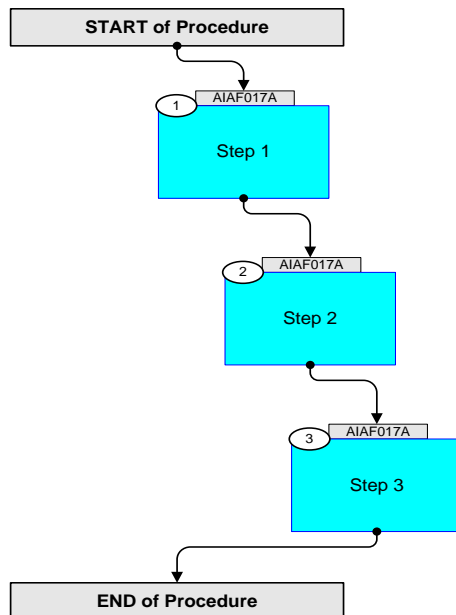 START of Procedure
AIAF017A
1
Step 1
AIAF017A
2
Step 2
AIAF017A
3
Step 3
END of Procedure